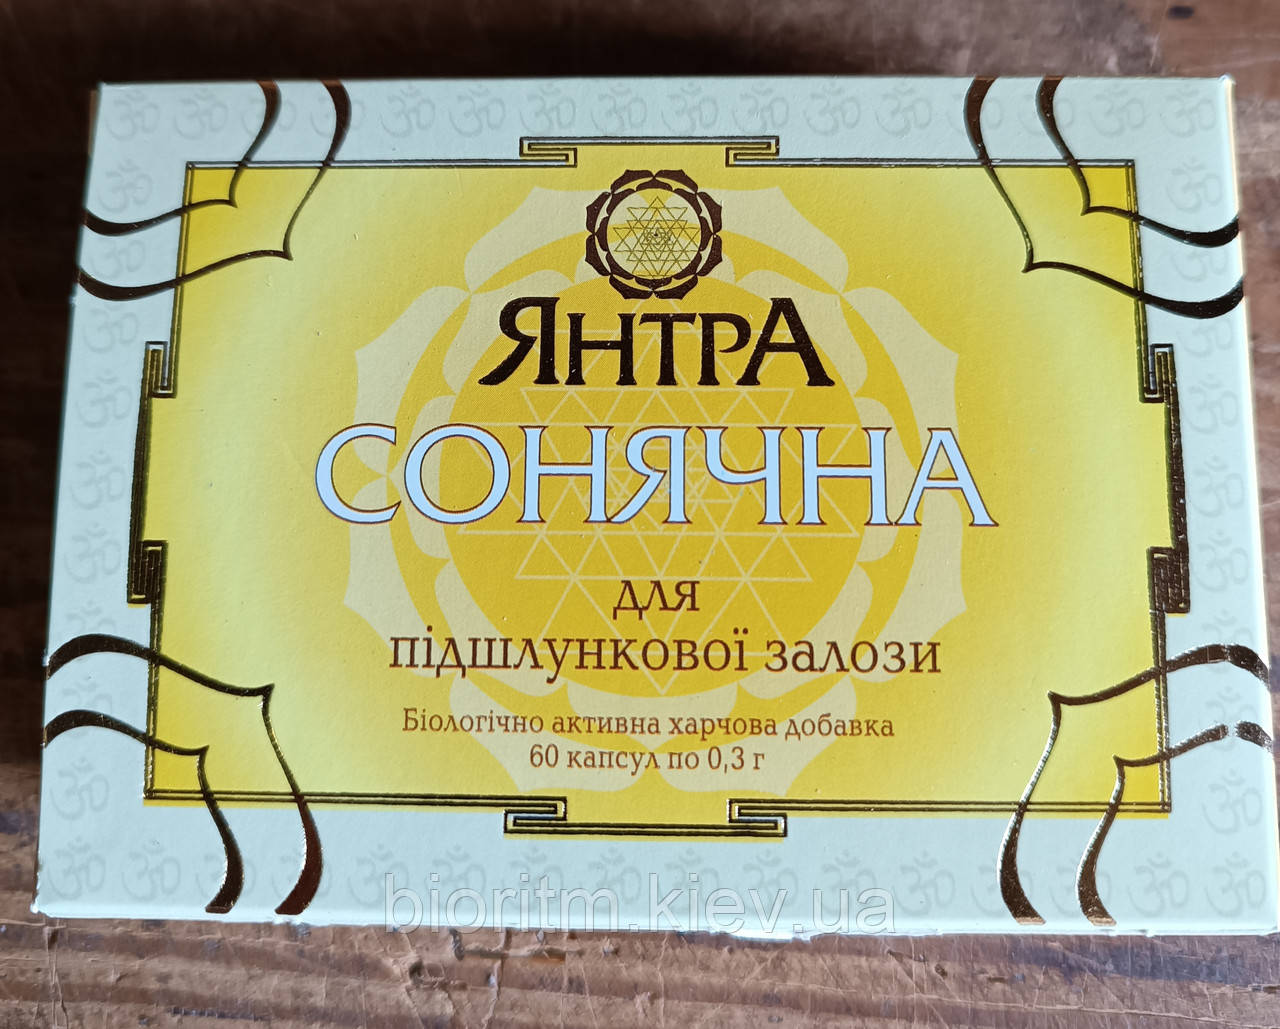 ЯНТРА
СОНЯЧНА
для
підшлункової залози
Біологічно активна харчова добавка
60 капсул по 0,3 г
bioritm.kiev.ua